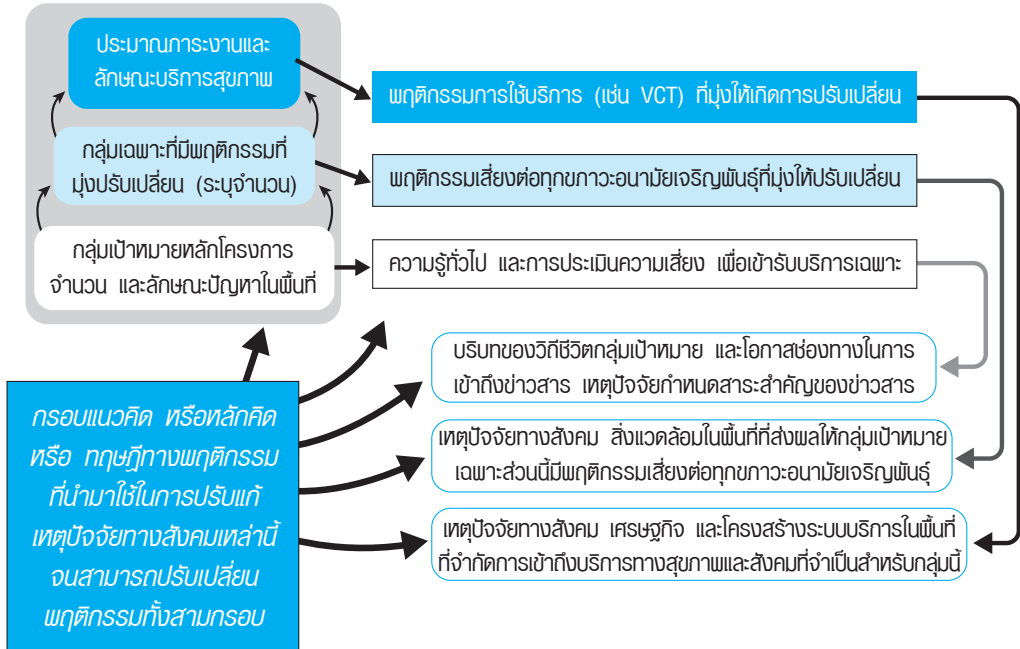 ประมาณภาระงานและ
ลักษณะบริการสุขภาพ
พฤติกรรมการใช้บริการ (เช่น VCT) ที่มุ่งให้เกิดการปรับเปลี่ยน
กลุ่มเฉพาะที่มีพฤติกรรมที่
มุ่งปรับเปลี่ยน (ระบุจำนวน)
พฤติกรรมเสี่ยงต่อทุกขภาวะอนามัยเจริญพันธุ์ที่มุ่งให้ปรับเปลี่ยน
กลุ่มเป้าหมายหลักโครงการ
จำนวน และลักษณะปัญหาในพื้นที่
ความรู้ทั่วไป และการประเมินความเสี่ยง เพื่อเข้ารับบริการเฉพาะ
บริบทของวิถีชีวิตกลุ่มเป้าหมาย และโอกาสช่องทางในการ
เข้าถึงข่าวสาร เหตุปัจจัยกำหนดสาระสำคัญของข่าวสาร
เหตุปัจจัยทางสังคม สิ่งแวดล้อมในพื้นที่ที่ส่งผลให้กลุ่มเป้าหมาย
เฉพาะส่วนนี้มีพฤติกรรมเสี่ยงต่อทุกขภาวะอนามัยเจริญพันธุ์
เหตุปัจจัยทางสังคม เศรษฐกิจ และโครงสร้างระบบบริการในพื้นที่
ที่จำกัดการเข้าถึงบริการทางสุขภาพและสังคมที่จำเป็นสำหรับกลุ่มนี้
กรอบแนวคิด หรือหลักคิด
หรือ ทฤษฎีทางพฤติกรรม
ที่นำมาใช้ในการปรับแก้
เหตุปัจจัยทางสังคมเหล่านี้
จนสามารถปรับเปลี่ยน
พฤติกรรมทั้งสามกรอบ